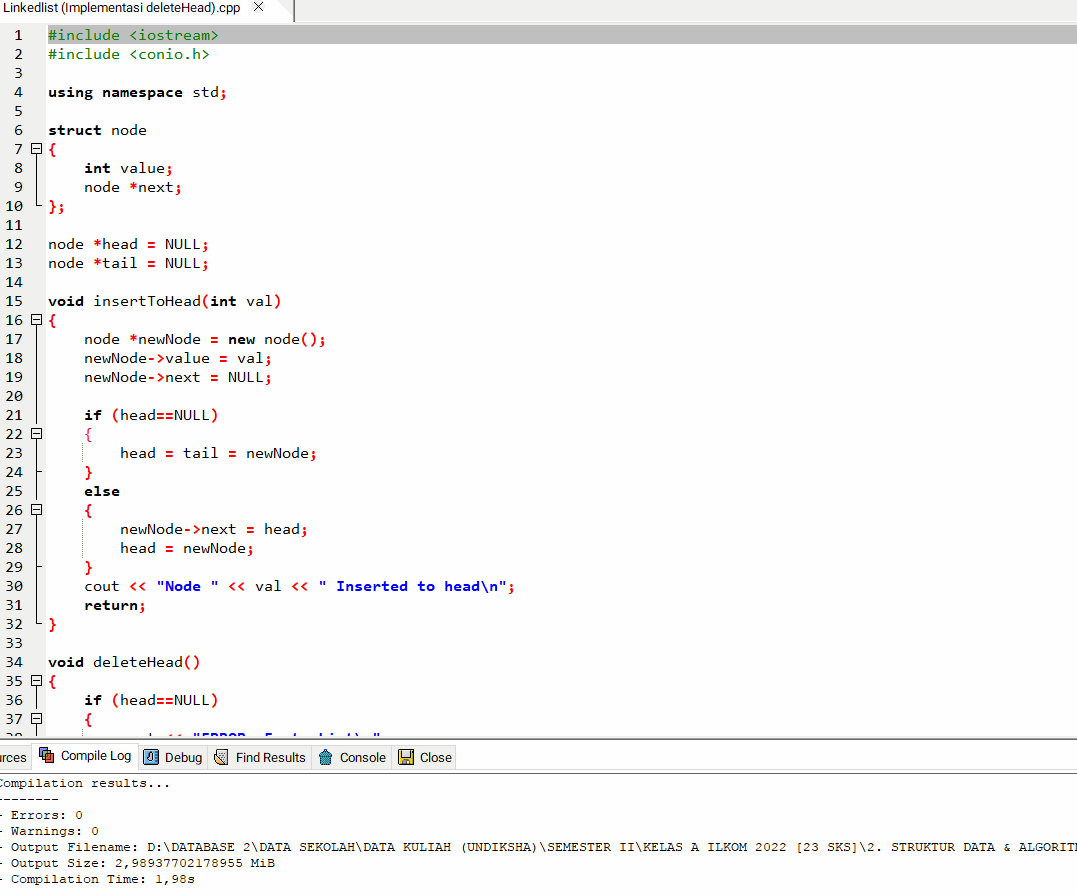 Linkedlist (Implementasi deleteHead).cpp
1 #include <iostream>
2 #include <conio.h>
3
4 using namespace std;
5
6 struct node
7 {
8 int value;
9 node *next;
10 };
11
12 node *head = NULL;
13 node *tail = NULL;
14
15 void insertToHead(int val)
16 {
17 node *newNode = new node();
18 newNode->value = val;
19 newNode->next = NULL;
20
21 if (head==NULL)
22 {
23 head = tail = newNode;
24 }
25 else
26 {
27 newNode->next = head;
28 head = newNode;
29 }
30 cout << "Node " << val << " Inserted to head\n";
31 return;
32 }
33
34 void deleteHead()
35 {
36 if (head==NULL)
37 {
Compile Log Debug Find Results Console Close
Compilation results...
--------
- Errors: 0
- Warnings: 0
- Output Filename: D:\DATABASE 2\DATA SEKOLAH\DATA KULIAH (UNDIKSHA)\SEMESTER II\KELAS A ILKOM 2022 [23 SKS]\2. STRUKTUR DATA & ALGORIT
- Output Size: 2,98937702178955 MiB
- Compilation Time: 1,98s